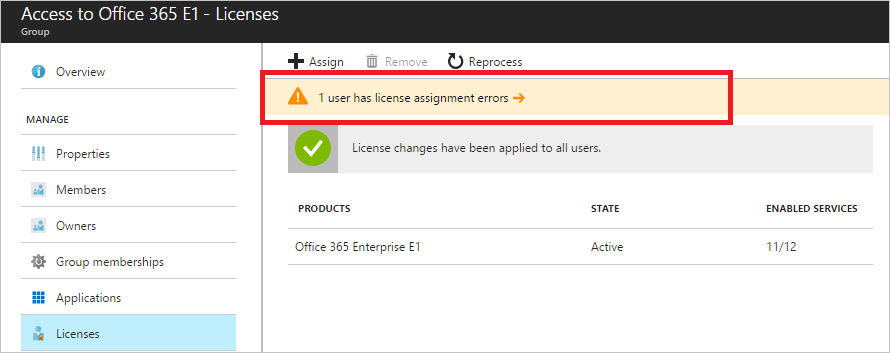 Access to Office 365 E1 - Licenses
Group
Overview
MANAGE
Properties
Members
Owners
Group memberships
Applications
Licenses
Assign Remove Reprocess
1 user has license assignment errors →
License changes have been applied to all users.
PRODUCTS STATE ENABLED SERVICES
Office 365 Enterprise E1 Active 11/12